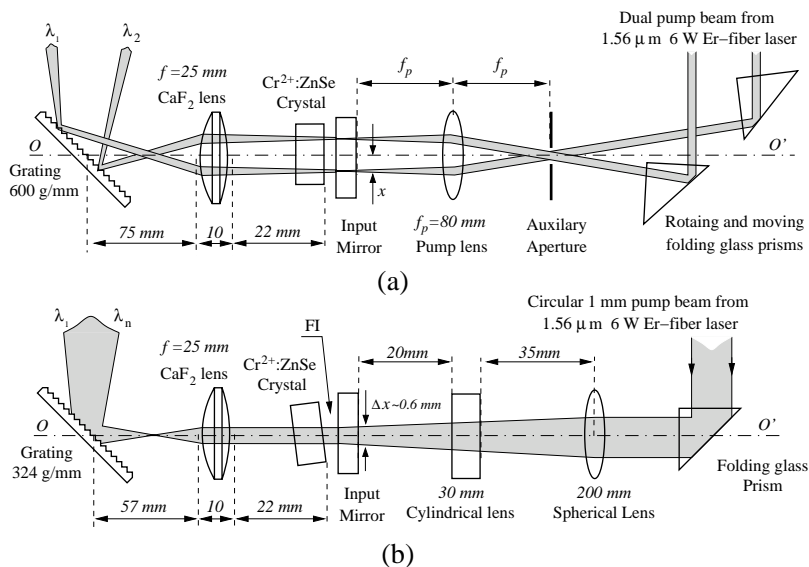 λ₁
λ₂
Dual pump beam from
1.56 µm 6 W Er−fiber laser
f =25 mm
CaF₂ lens
Cr²⁺:ZnSe
Crystal
fₚ
fₚ
O
O'
Grating
600 g/mm
x
75 mm
10
22 mm
Input
Mirror
fₚ=80 mm
Pump lens
Auxilary
Aperture
Rotaing and moving
folding glass prisms
(a)
λ₁
λₙ
Circular 1 mm pump beam from
1.56 µm 6 W Er−fiber laser
FI
f =25 mm
CaF₂ lens
Cr²⁺:ZnSe
Crystal
20mm
35mm
Δx~0.6 mm
O
O'
Grating
324 g/mm
57 mm
10
22 mm
Input
Mirror
30 mm
Cylindrical lens
200 mm
Spherical Lens
Folding glass
Prism
(b)